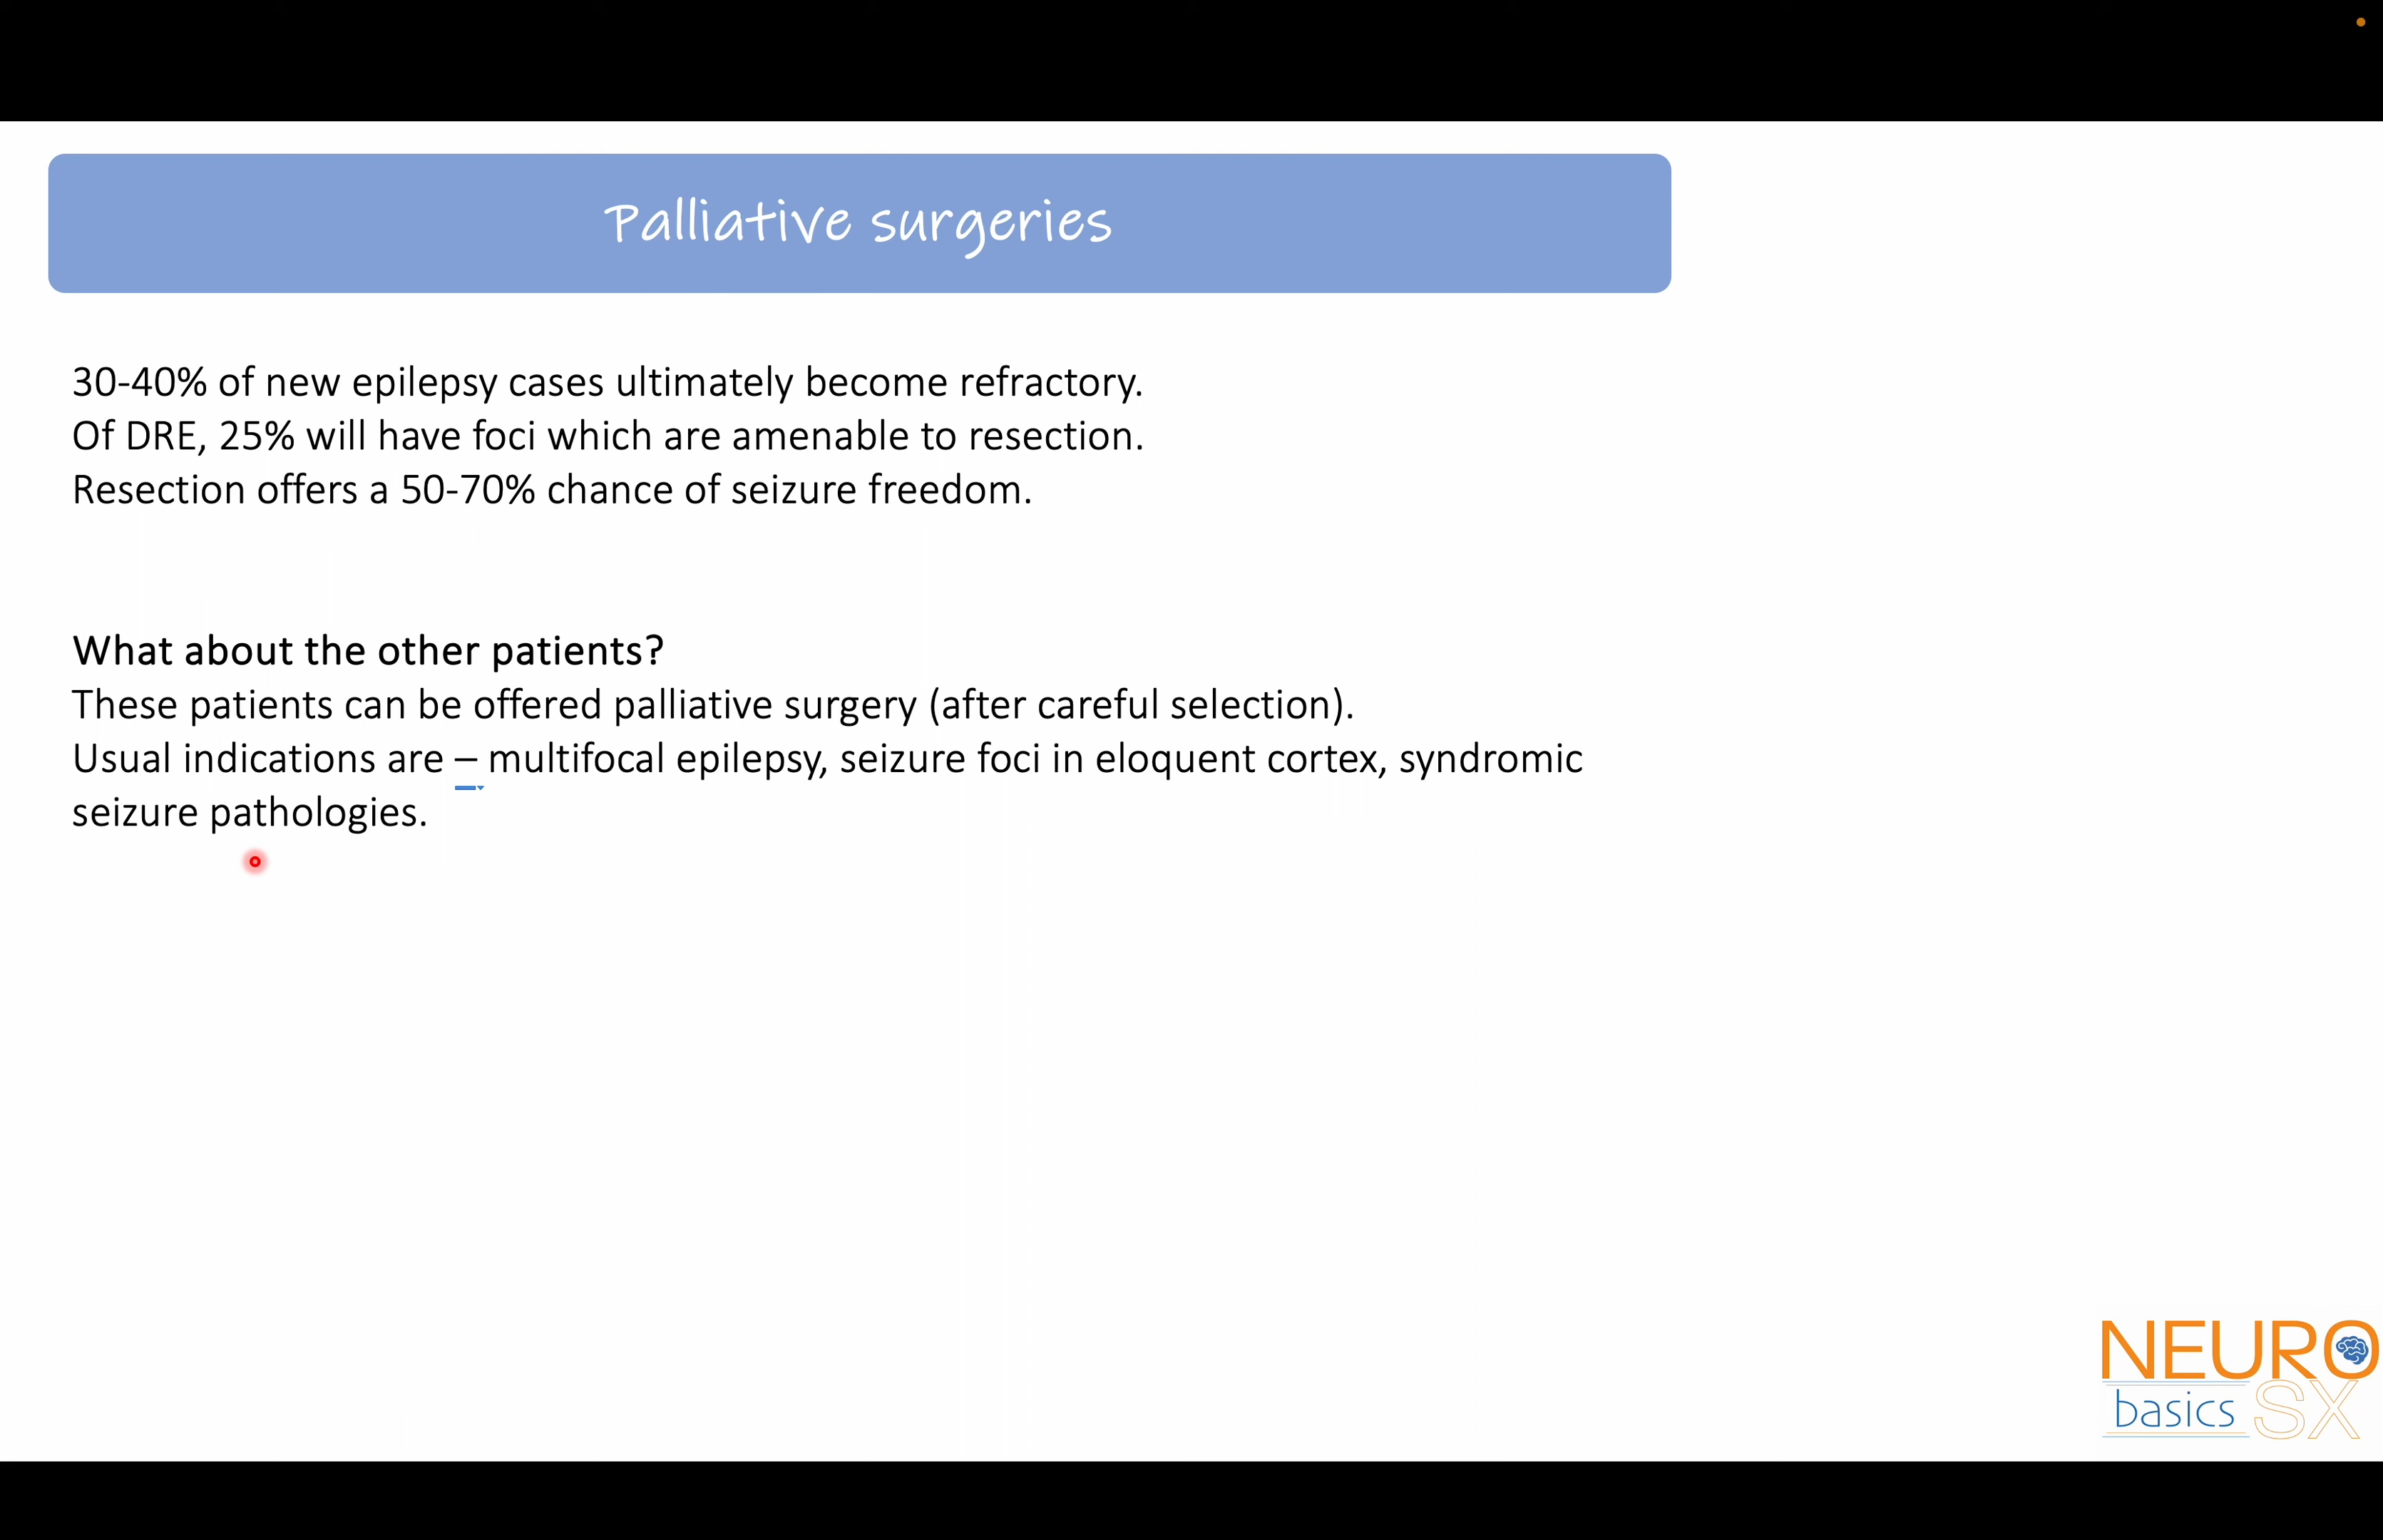 Palliative surgeries
30-40% of new epilepsy cases ultimately become refractory.
Of DRE, 25% will have foci which are amenable to resection.
Resection offers a 50-70% chance of seizure freedom.
What about the other patients?
These patients can be offered palliative surgery (after careful selection).
Usual indications are – multifocal epilepsy, seizure foci in eloquent cortex, syndromic
seizure pathologies.
NEURO
basics SX